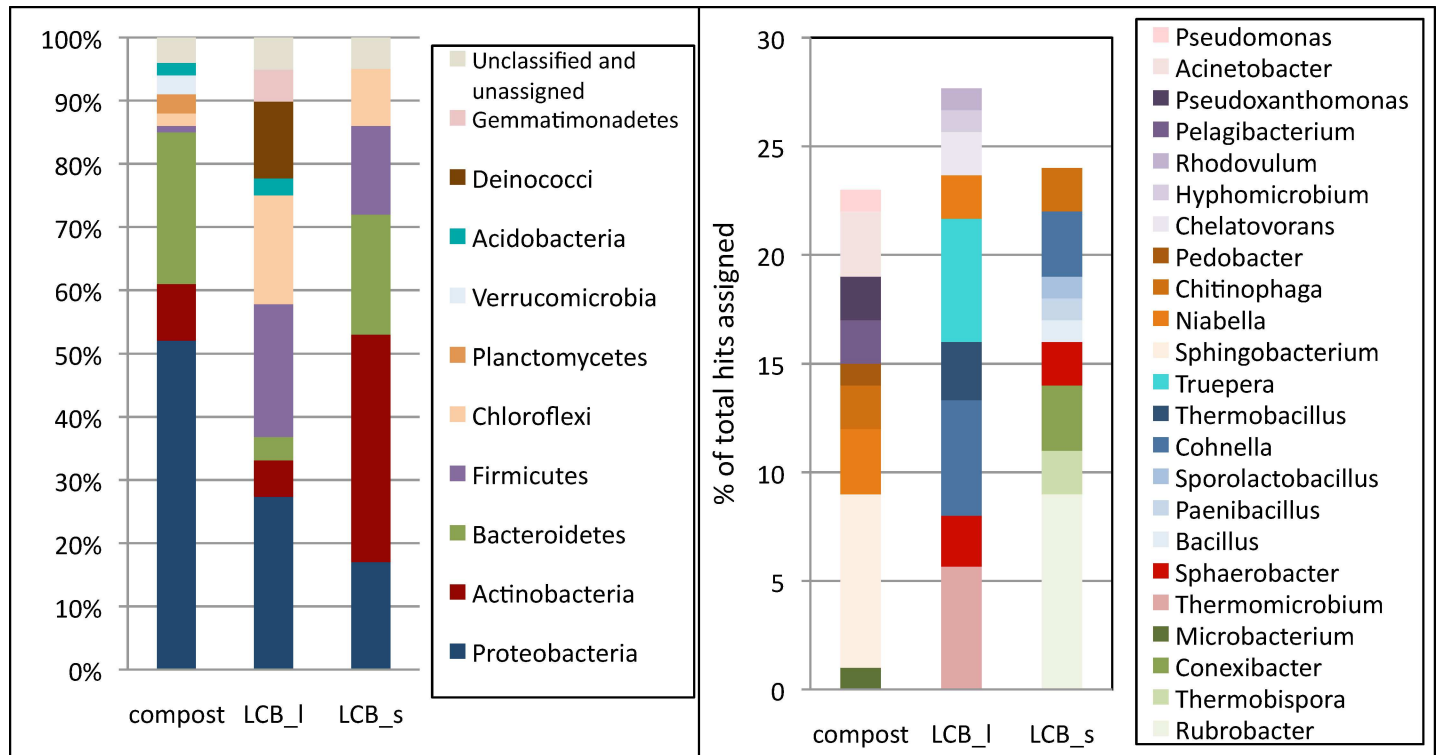 100%
90%
80%
70%
60%
50%
40%
30%
20%
10%
0%
compost
LCB_l
LCB_s
Unclassified and
unassigned
Gemmatimonadetes
Deinococci
Acidobacteria
Verrucomicrobia
Planctomycetes
Chloroflexi
Firmicutes
Bacteroidetes
Actinobacteria
Proteobacteria
% of total hits assigned
30
25
20
15
10
5
0
compost
LCB_l
LCB_s
Pseudomonas
Acinetobacter
Pseudoxanthomonas
Pelagibacterium
Rhodovulum
Hyphomicrobium
Chelatovorans
Pedobacter
Chitinophaga
Niabella
Sphingobacterium
Truepera
Thermobacillus
Cohnella
Sporolactobacillus
Paenibacillus
Bacillus
Sphaerobacter
Thermomicrobium
Microbacterium
Conexibacter
Thermobispora
Rubrobacter